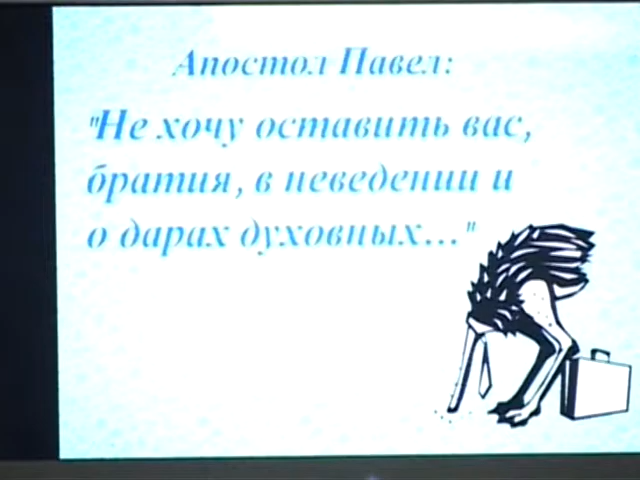 Апостол Павел:
"Не хочу оставить вас,
братия, в неведении и
о дарах духовных..."